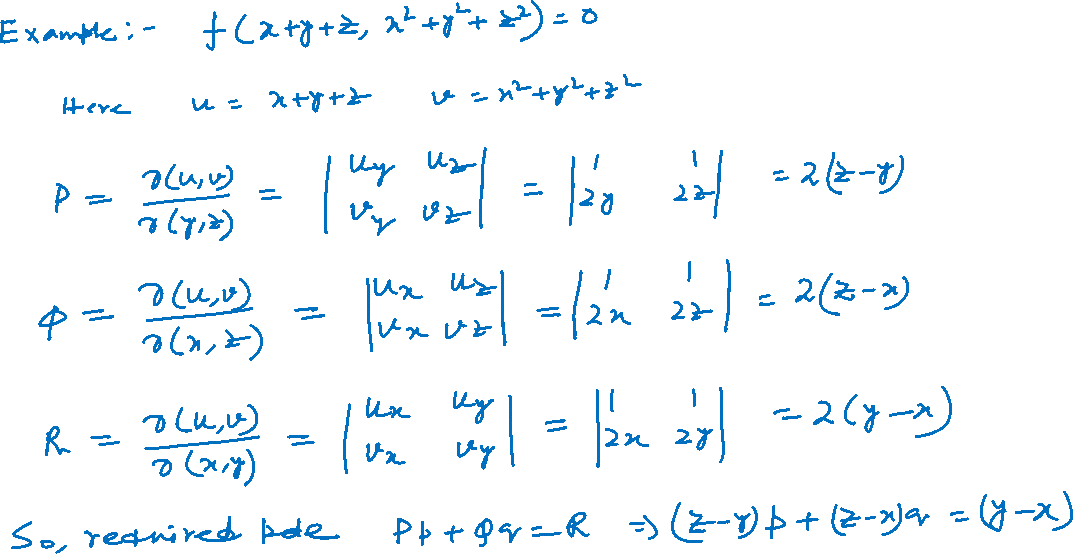 Example :- f(x+y+z, x²+y²+z²) = 0
Here u = x+y+z v = x²+y²+z²
P = ∂(u,v)/∂(y,z) = |u_y u_z; v_y v_z| = |1 1; 2y 2z| = 2(z-y)
Q = ∂(u,v)/∂(x,z) = |u_x u_z; v_x v_z| = |1 1; 2x 2z| = 2(z-x)
R = ∂(u,v)/∂(x,y) = |u_x u_y; v_x v_y| = |1 1; 2x 2y| = 2(y-x)
So, required pde Pp + Qq = R ⇒ (z-y)p + (z-x)q = (y-x)